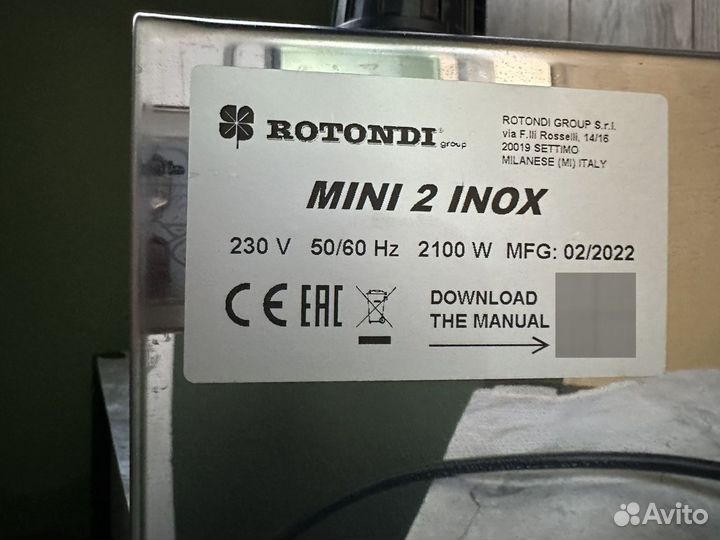 ROTONDI group
ROTONDI GROUP S.r.l.
via F.lli Rosselli, 14/16
20019 SETTIMO
MILANESE (MI) ITALY
MINI 2 INOX
230 V 50/60 Hz 2100 W MFG: 02/2022
CE EAC
DOWNLOAD
THE MANUAL
Avito